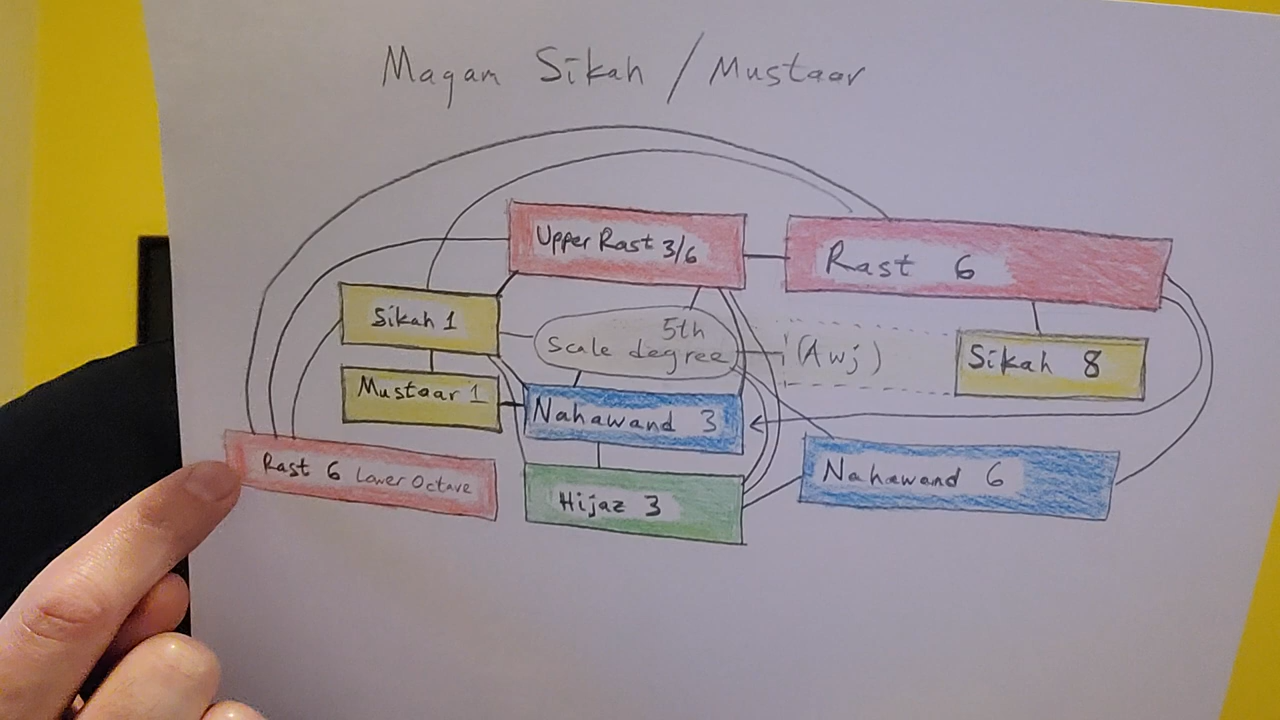 Maqam Sikah / Mustaar
Upper Rast 3/6
Rast 6
Sikah 1
5th
Scale degree
(Awj)
Sikah 8
Mustaar 1
Nahawand 3
Rast 6 Lower Octave
Nahawand 6
Hijaz 3